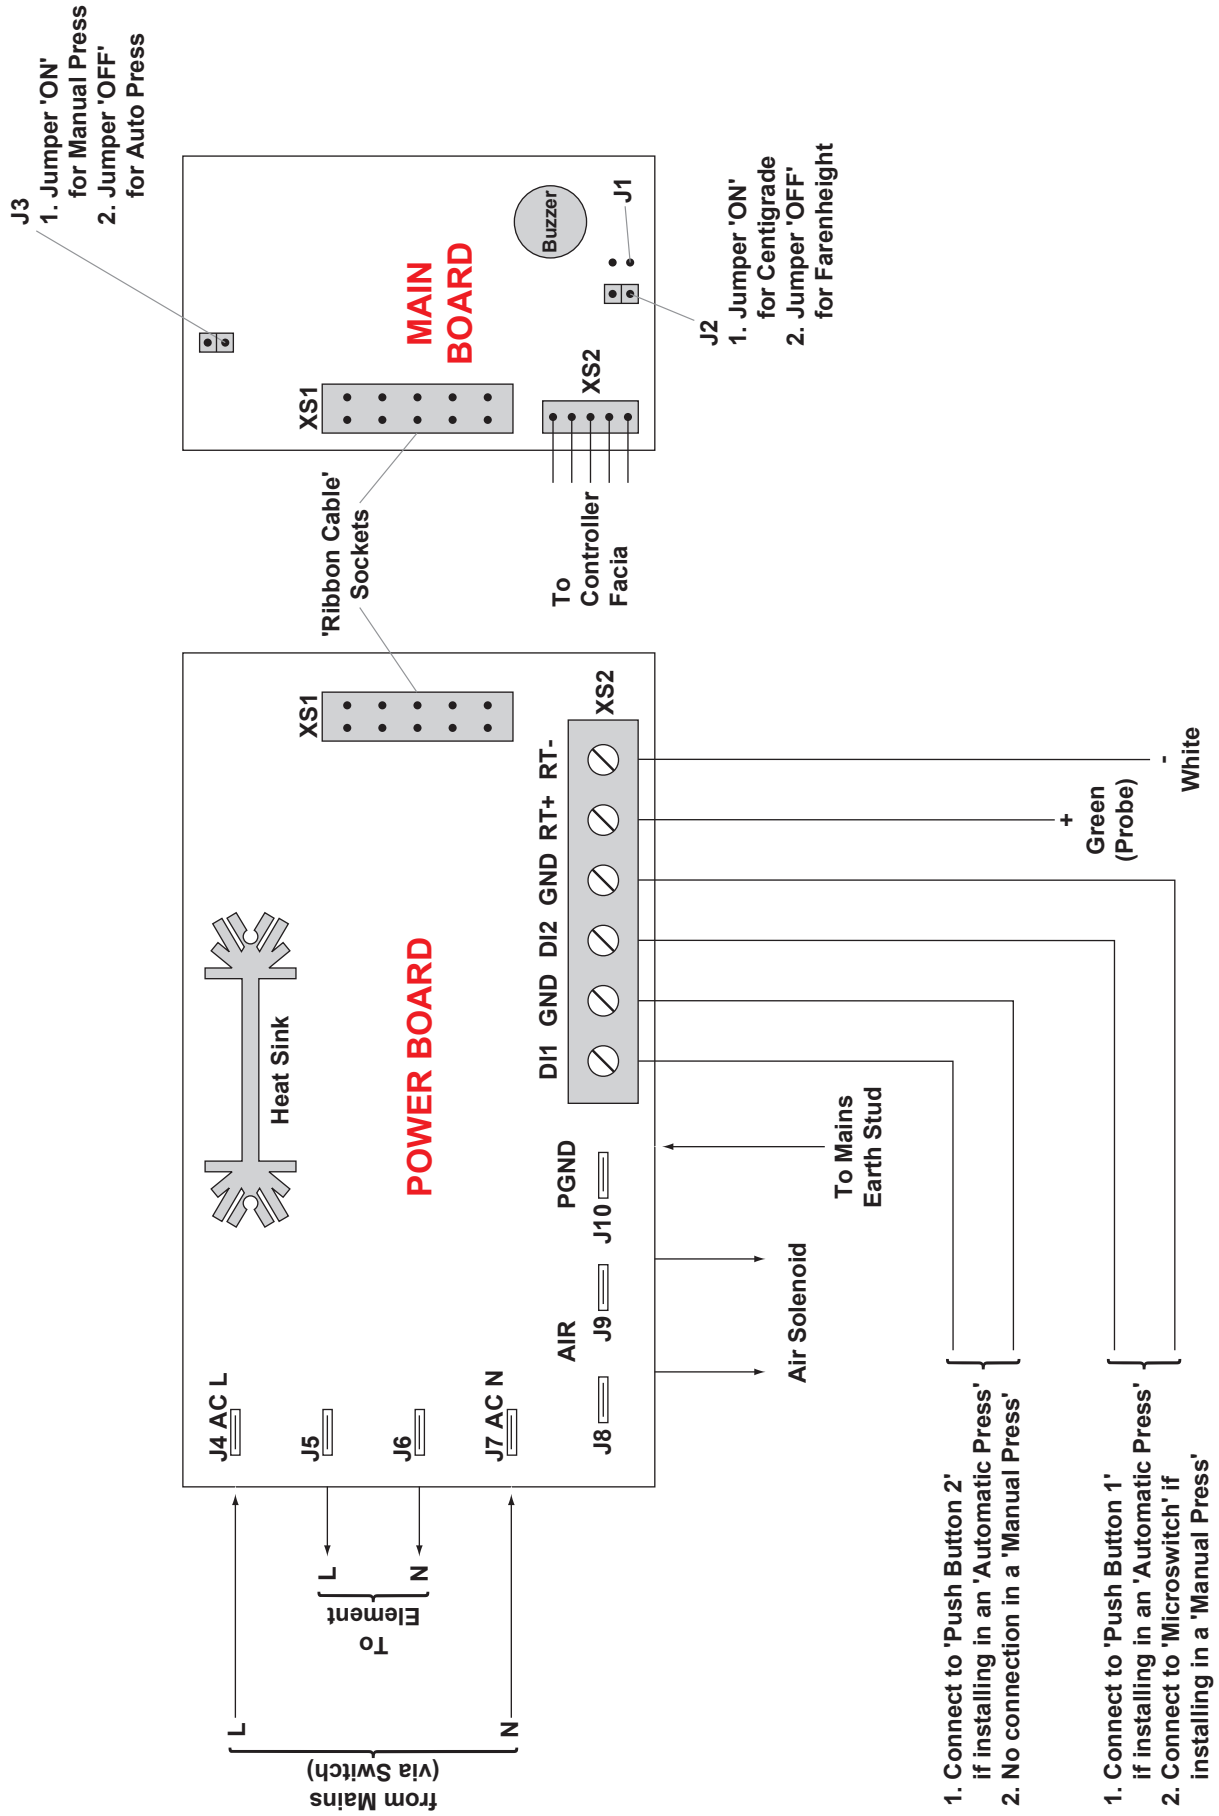 from Mains
(via Switch)
L
N
To
Element
L
N
J4 AC L
J5
J6
J7 AC N
Heat Sink
POWER BOARD
J8
AIR
J9
J10
PGND
DI1 GND DI2 GND RT+ RT-
XS2
XS1
'Ribbon Cable'
Sockets
XS1
MAIN
BOARD
Buzzer
XS2
J1
J3
1. Jumper 'ON'
for Manual Press
2. Jumper 'OFF'
for Auto Press
J2
1. Jumper 'ON'
for Centigrade
2. Jumper 'OFF'
for Farenheight
To
Controller
Facia
Air Solenoid
To Mains
Earth Stud
+
Green
(Probe)
-
White
1. Connect to 'Push Button 2'
if installing in an 'Automatic Press'
2. No connection in a 'Manual Press'
1. Connect to 'Push Button 1'
if installing in an 'Automatic Press'
2. Connect to 'Microswitch' if
installing in a 'Manual Press'